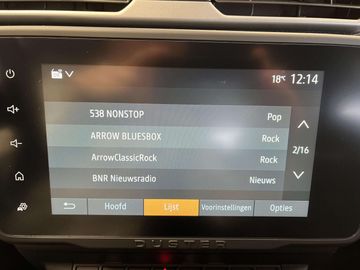 18°C 12:14
538 NONSTOP Pop
ARROW BLUESBOX Rock
ArrowClassicRock Rock
2/16
BNR Nieuwsradio Nieuws
Hoofd Lijst Voorinstellingen Opties
DUSTER